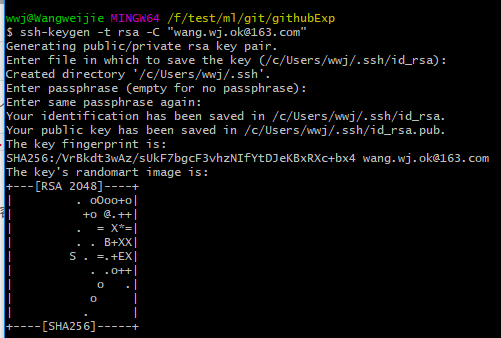 wwj@Wangweijie MINGW64 /f/test/ml/git/githubExp
$ ssh-keygen -t rsa -C "wang.wj.ok@163.com"
Generating public/private rsa key pair.
Enter file in which to save the key (/c/Users/wwj/.ssh/id_rsa):
Created directory '/c/Users/wwj/.ssh'.
Enter passphrase (empty for no passphrase):
Enter same passphrase again:
Your identification has been saved in /c/Users/wwj/.ssh/id_rsa.
Your public key has been saved in /c/Users/wwj/.ssh/id_rsa.pub.
The key fingerprint is:
SHA256:/VrBkdt3wAz/sUkF7bgcF3vhzNIfYtDJeKBxRXc+bx4 wang.wj.ok@163.com
The key's randomart image is:
+---[RSA 2048]----+
|        . oOoo+o|
|         +o @.++|
|        .  = X*=|
|        . . B+XX|
|       S . =.+EX|
|          . .o++|
|           o   .|
|          o     |
|         .      |
+----[SHA256]-----+